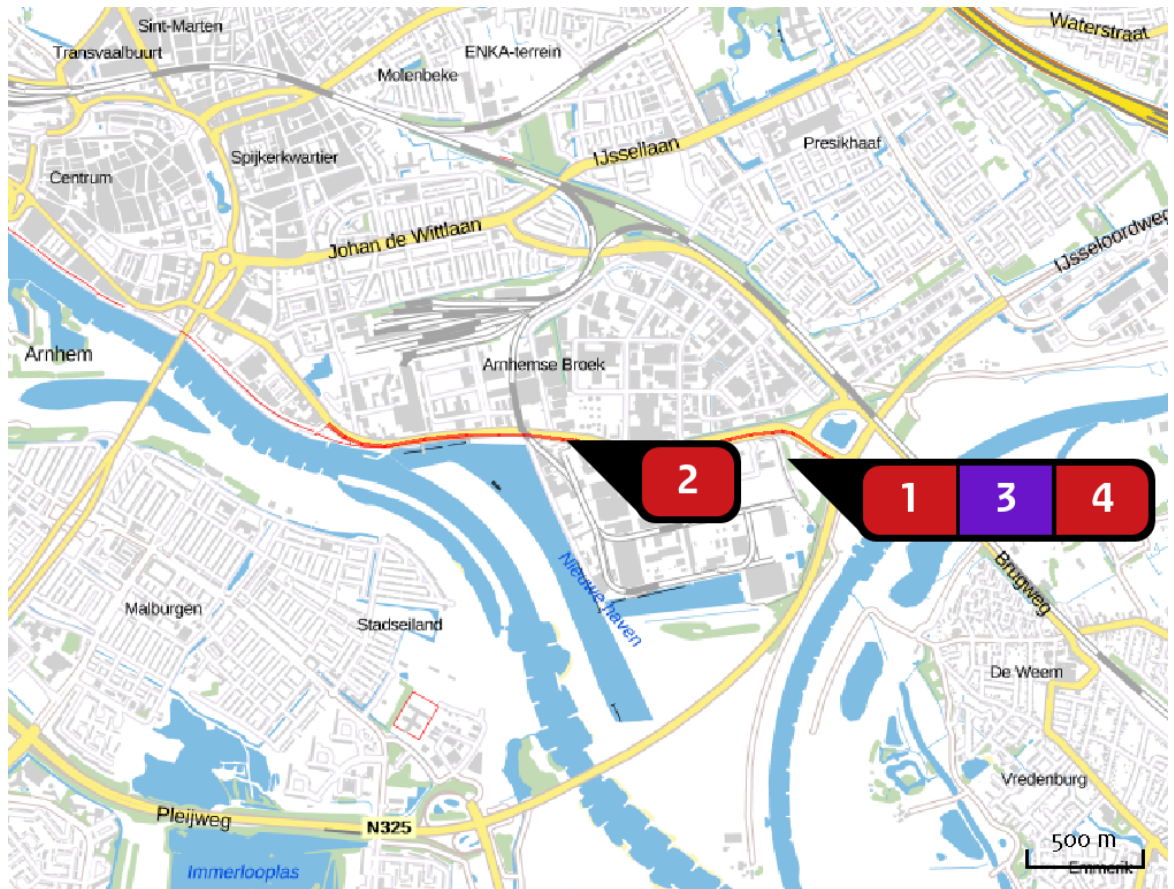 Sint-Marten
Waterstraat
Transvaalbuurt
ENKA-terrein
Molenbeke
IJssellaan
Presikhaaf
Spijkerkwartier
Centrum
Johan de Wittlaan
IJsseloordweg
Arnhem
Arnhemse Broek
2
1 3 4
Nieuwe haven
Brugweg
Malburgen
Stadseiland
De Weem
Vredenburg
Pleijweg
N325
500 m
Immerlooplas
Emmerik